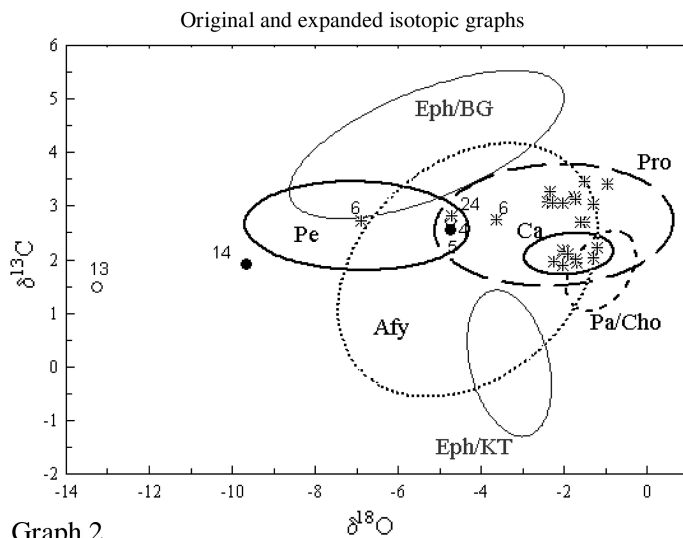 Original and expanded isotopic graphs
6
5
Eph/BG
4
Pro
6
24
6
3
Pe
4
Ca
5
14
2
13
δ13C
Pa/Cho
1
Afy
0
-1
Eph/KT
-2
-14 -12 -10 -8 -6 -4 -2 0
Graph 2
δ18O